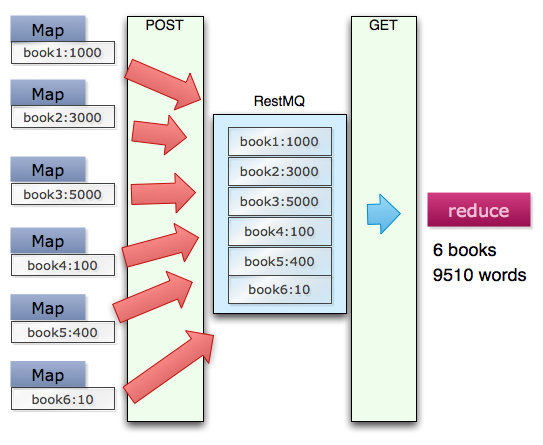 Map
book1:1000
Map
book2:3000
Map
book3:5000
Map
book4:100
Map
book5:400
Map
book6:10
POST
RestMQ
book1:1000
book2:3000
book3:5000
book4:100
book5:400
book6:10
GET
reduce
6 books
9510 words